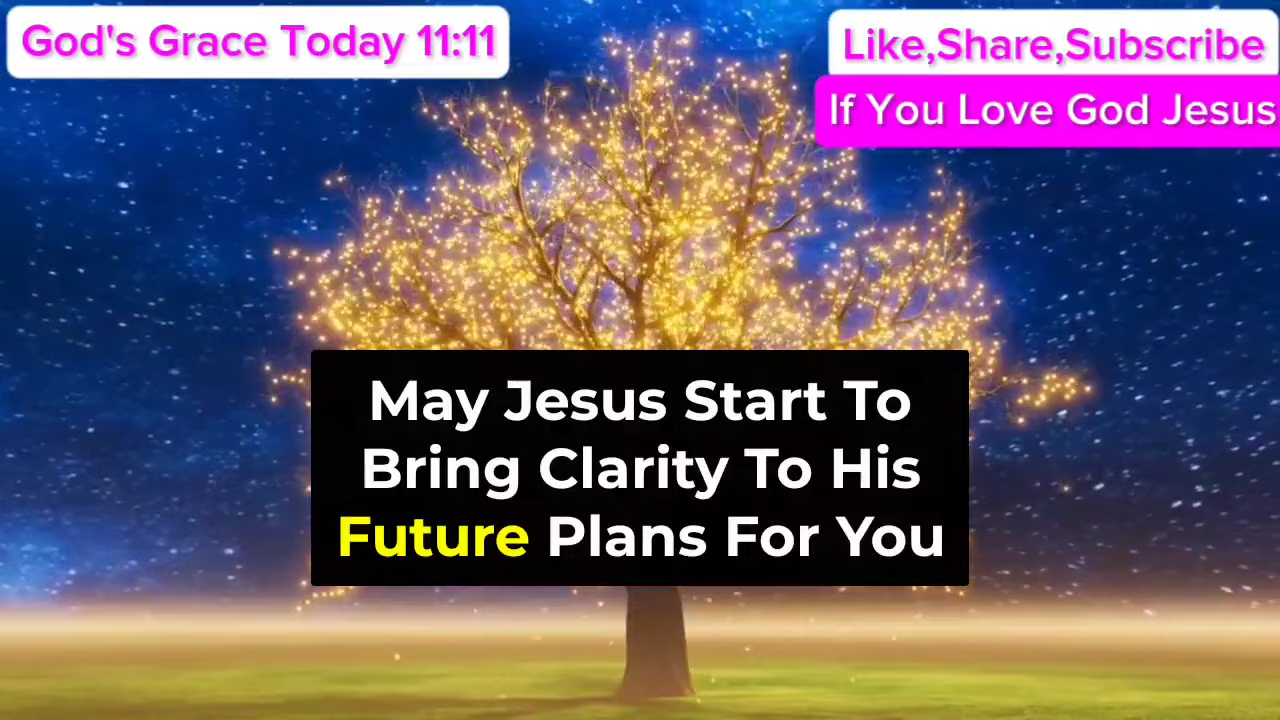 God's Grace Today 11:11
Like,Share,Subscribe
If You Love God Jesus
May Jesus Start To
Bring Clarity To His
Future Plans For You